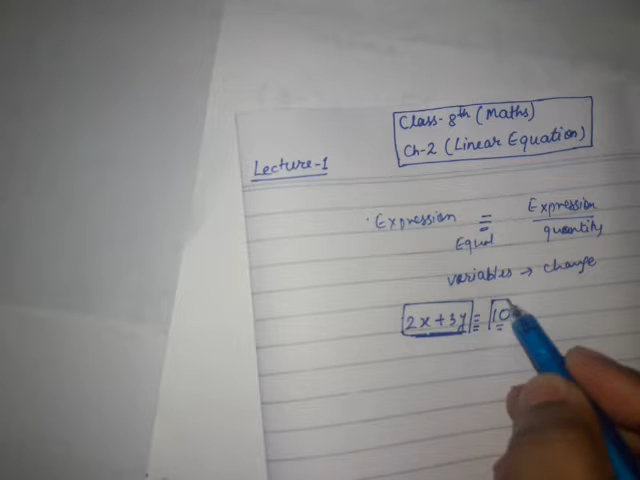 Class-8th (Maths)
Ch-2 (Linear Equation)
Lecture-1
Expression = Expression
quantity
Equal
variables → change
2x+3y = 10